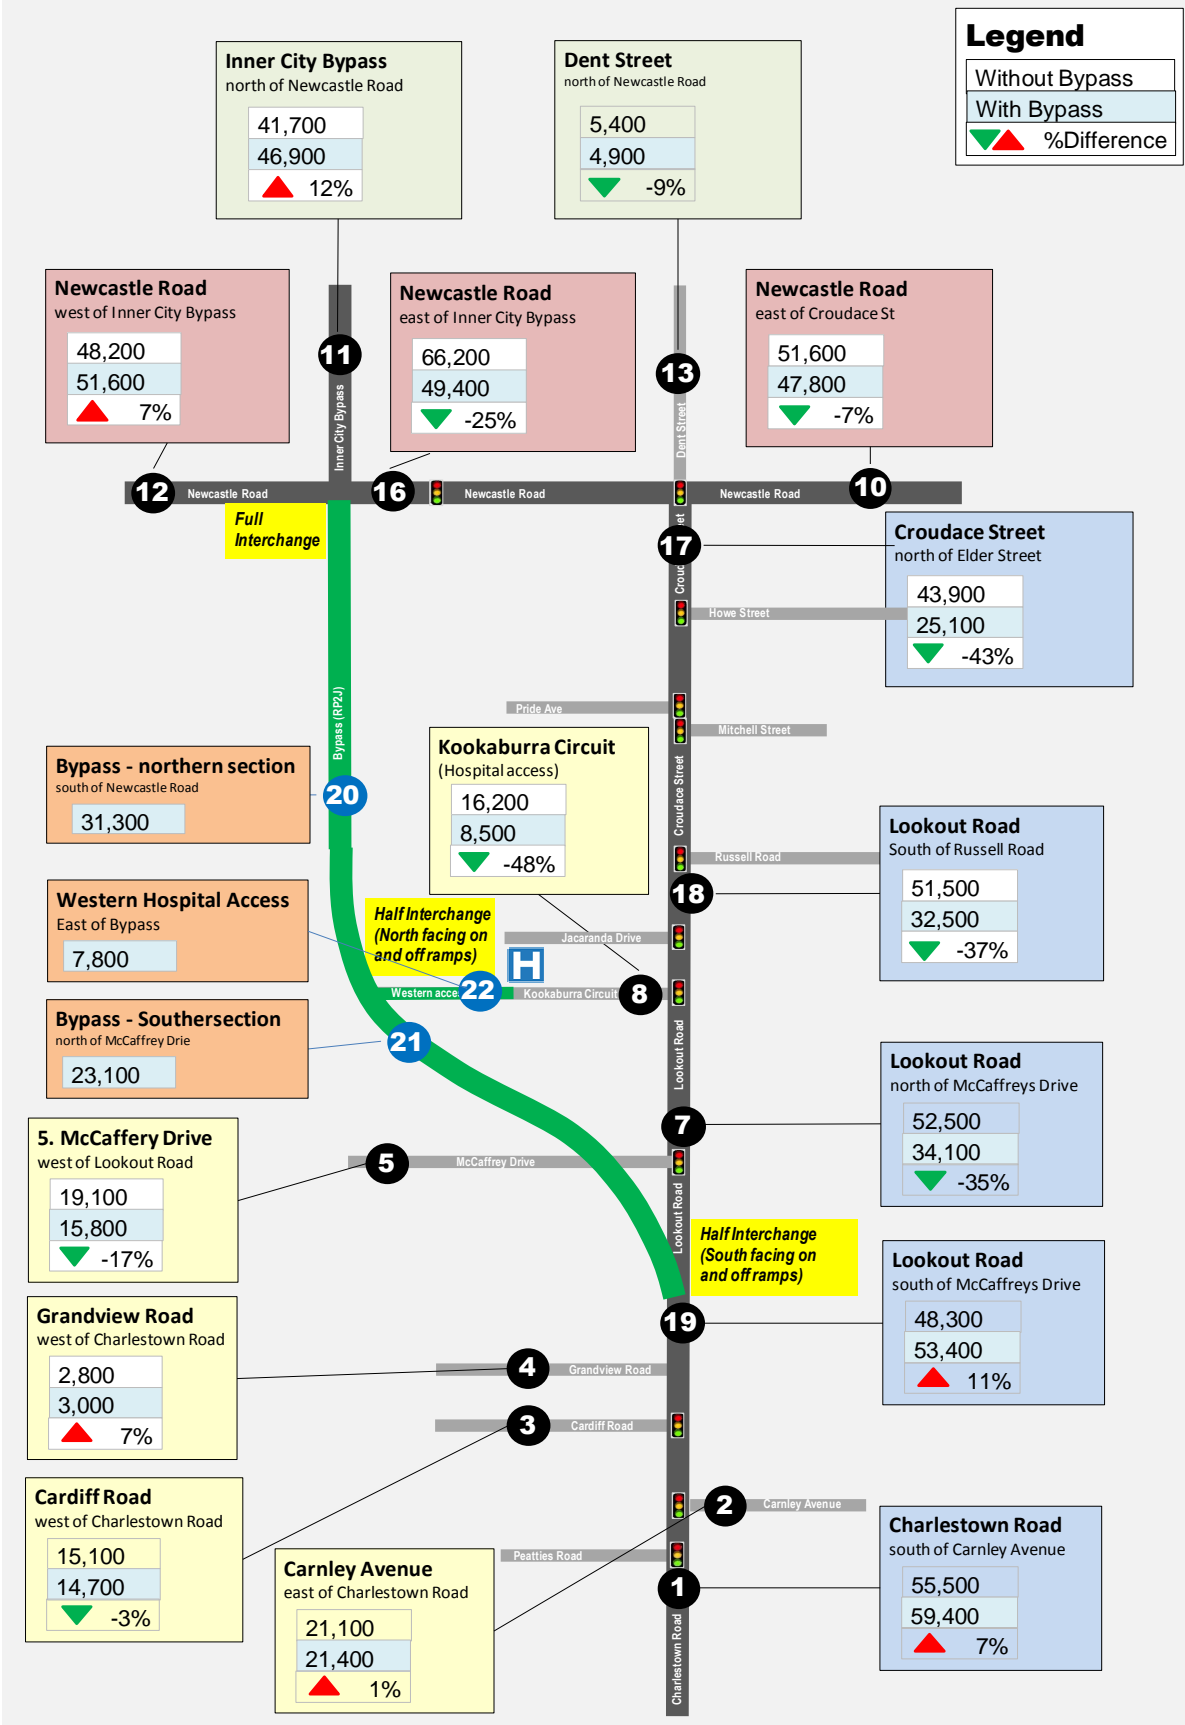 Legend
Without Bypass
With Bypass
%Difference
Inner City Bypass
north of Newcastle Road
41,700
46,900
12%
Dent Street
north of Newcastle Road
5,400
4,900
-9%
Newcastle Road
west of Inner City Bypass
48,200
51,600
7%
Newcastle Road
east of Inner City Bypass
66,200
49,400
-25%
Newcastle Road
east of Croudace St
51,600
47,800
-7%
11
13
Inner City Bypass
Dent Street
12
Newcastle Road
16
Newcastle Road
Newcastle Road
10
Full
Interchange
17
Croudace Street
north of Elder Street
43,900
25,100
-43%
Howe Street
Pride Ave
Mitchell Street
Bypass (RP2J)
Croudace Street
Kookaburra Circuit
(Hospital access)
16,200
8,500
-48%
Bypass - northern section
south of Newcastle Road
31,300
20
Russell Road
18
Lookout Road
South of Russell Road
51,500
32,500
-37%
Western Hospital Access
East of Bypass
7,800
Half Interchange
(North facing on
and off ramps)
Jacaranda Drive
H
22
Kookaburra Circuit
8
Bypass - Southersection
north of McCaffrey Drie
23,100
21
Lookout Road
Lookout Road
north of McCaffreys Drive
52,500
34,100
-35%
7
5. McCaffery Drive
west of Lookout Road
19,100
15,800
-17%
5
McCaffrey Drive
Lookout Road
Half Interchange
(South facing on
and off ramps)
Lookout Road
south of McCaffreys Drive
48,300
53,400
11%
19
Grandview Road
west of Charlestown Road
2,800
3,000
7%
4
Grandview Road
3
Cardiff Road
Cardiff Road
west of Charlestown Road
15,100
14,700
-3%
2
Carnley Avenue
Peatties Road
Carnley Avenue
east of Charlestown Road
21,100
21,400
1%
1
Charlestown Road
Charlestown Road
south of Carnley Avenue
55,500
59,400
7%